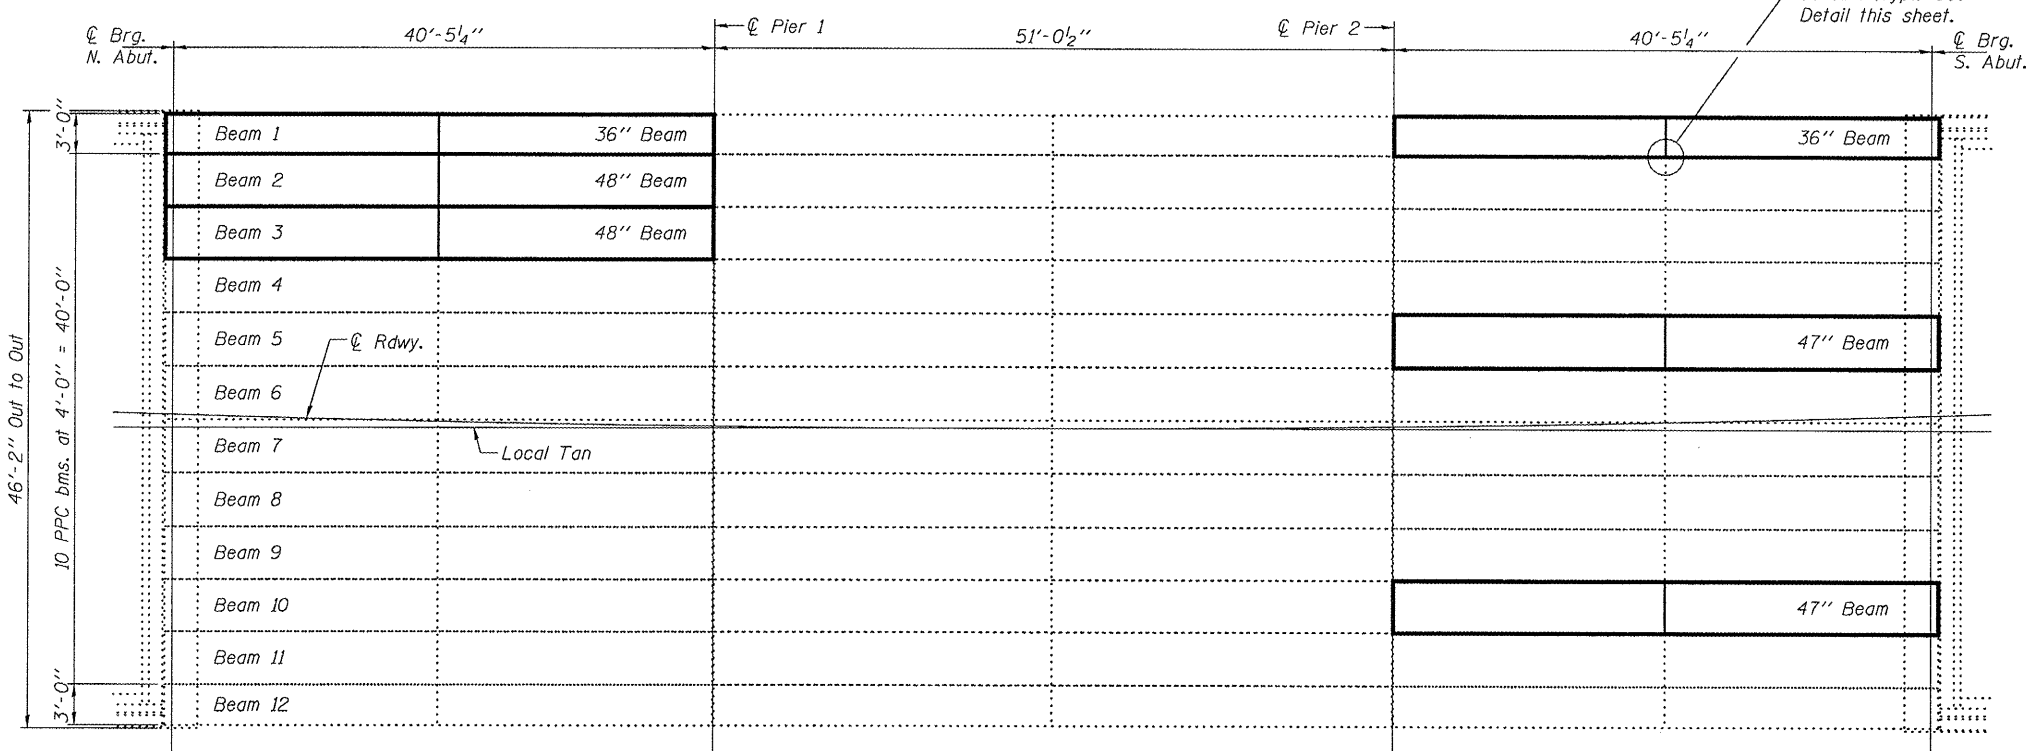 Detail this sheet.
℄ Brg.
N. Abut.
40'-5¼"
℄ Pier 1
51'-0½"
℄ Pier 2
40'-5¼"
℄ Brg.
S. Abut.
3'-0"
Beam 1
36" Beam
36" Beam
Beam 2
48" Beam
Beam 3
48" Beam
Beam 4
Beam 5
℄ Rdwy.
47" Beam
Beam 6
46'-2" Out to Out
10 PPC bms. at 4'-0" = 40'-0"
Beam 7
Local Tan
Beam 8
Beam 9
Beam 10
47" Beam
Beam 11
3'-0"
Beam 12